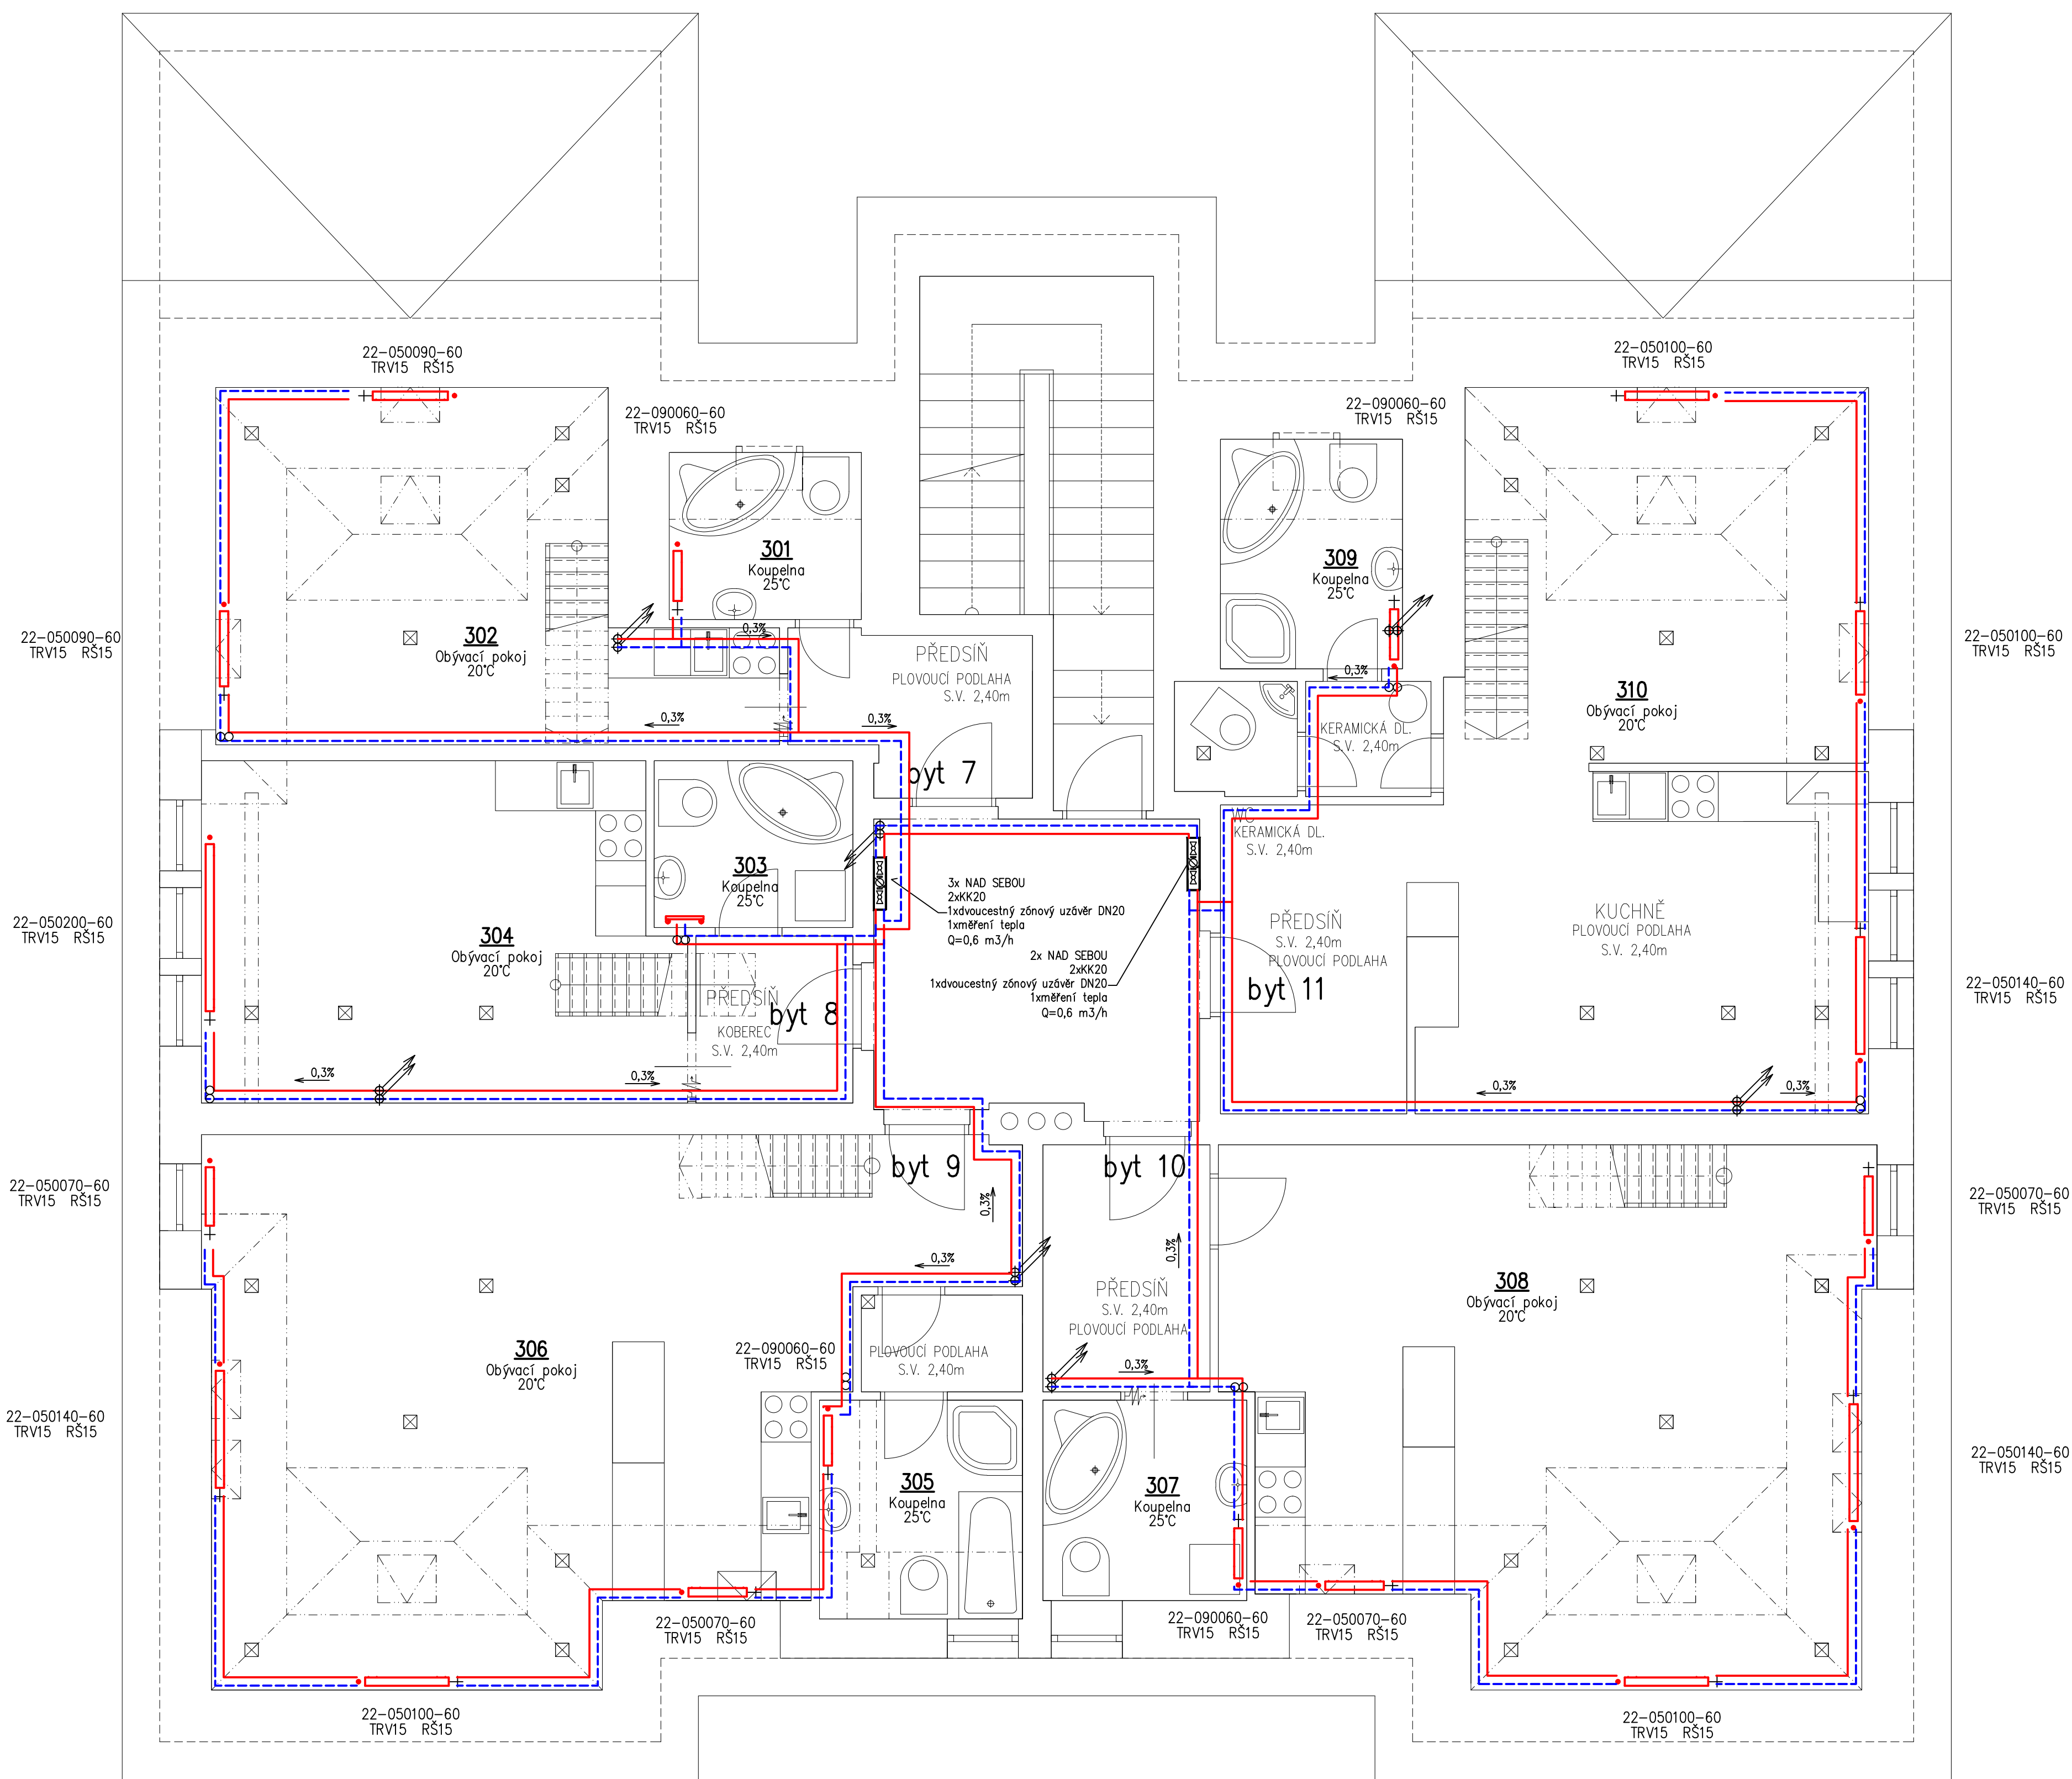 22-050090-60
TRV15 RŠ15
22-050100-60
TRV15 RŠ15
22-090060-60
TRV15 RŠ15
22-090060-60
TRV15 RŠ15
301
Koupelna
25°C
309
Koupelna
25°C
22-050090-60
TRV15 RŠ15
302
Obývací pokoj
20°C
0,3%
PŘEDSÍŇ
PLOVOUCÍ PODLAHA
S.V. 2,40m
0,3%
0,3%
0,3%
22-050100-60
TRV15 RŠ15
310
Obývací pokoj
20°C
KERAMICKÁ DL.
S.V. 2,40m
byt 7
WC
KERAMICKÁ DL.
S.V. 2,40m
303
Koupelna
25°C
3x NAD SEBOU
2xKK20
1xdvoucestný zónový uzávěr DN20
1xměření tepla
Q=0,6 m3/h
22-050200-60
TRV15 RŠ15
304
Obývací pokoj
20°C
2x NAD SEBOU
2xKK20
1xdvoucestný zónový uzávěr DN20
1xměření tepla
Q=0,6 m3/h
PŘEDSÍŇ
S.V. 2,40m
PLOVOUCÍ PODLAHA
KUCHNĚ
PLOVOUCÍ PODLAHA
S.V. 2,40m
byt 11
22-050140-60
TRV15 RŠ15
PŘEDSÍŇ
byt 8
KOBEREC
S.V. 2,40m
0,3%
0,3%
0,3%
0,3%
byt 9
byt 10
22-050070-60
TRV15 RŠ15
22-050070-60
TRV15 RŠ15
0,3%
0,3%
0,3%
PŘEDSÍŇ
S.V. 2,40m
PLOVOUCÍ PODLAHA
308
Obývací pokoj
20°C
306
Obývací pokoj
20°C
22-090060-60
TRV15 RŠ15
PLOVOUCÍ PODLAHA
S.V. 2,40m
0,3%
22-050140-60
TRV15 RŠ15
22-050140-60
TRV15 RŠ15
305
Koupelna
25°C
307
Koupelna
25°C
22-050070-60
TRV15 RŠ15
22-090060-60
TRV15 RŠ15
22-050070-60
TRV15 RŠ15
22-050100-60
TRV15 RŠ15
22-050100-60
TRV15 RŠ15